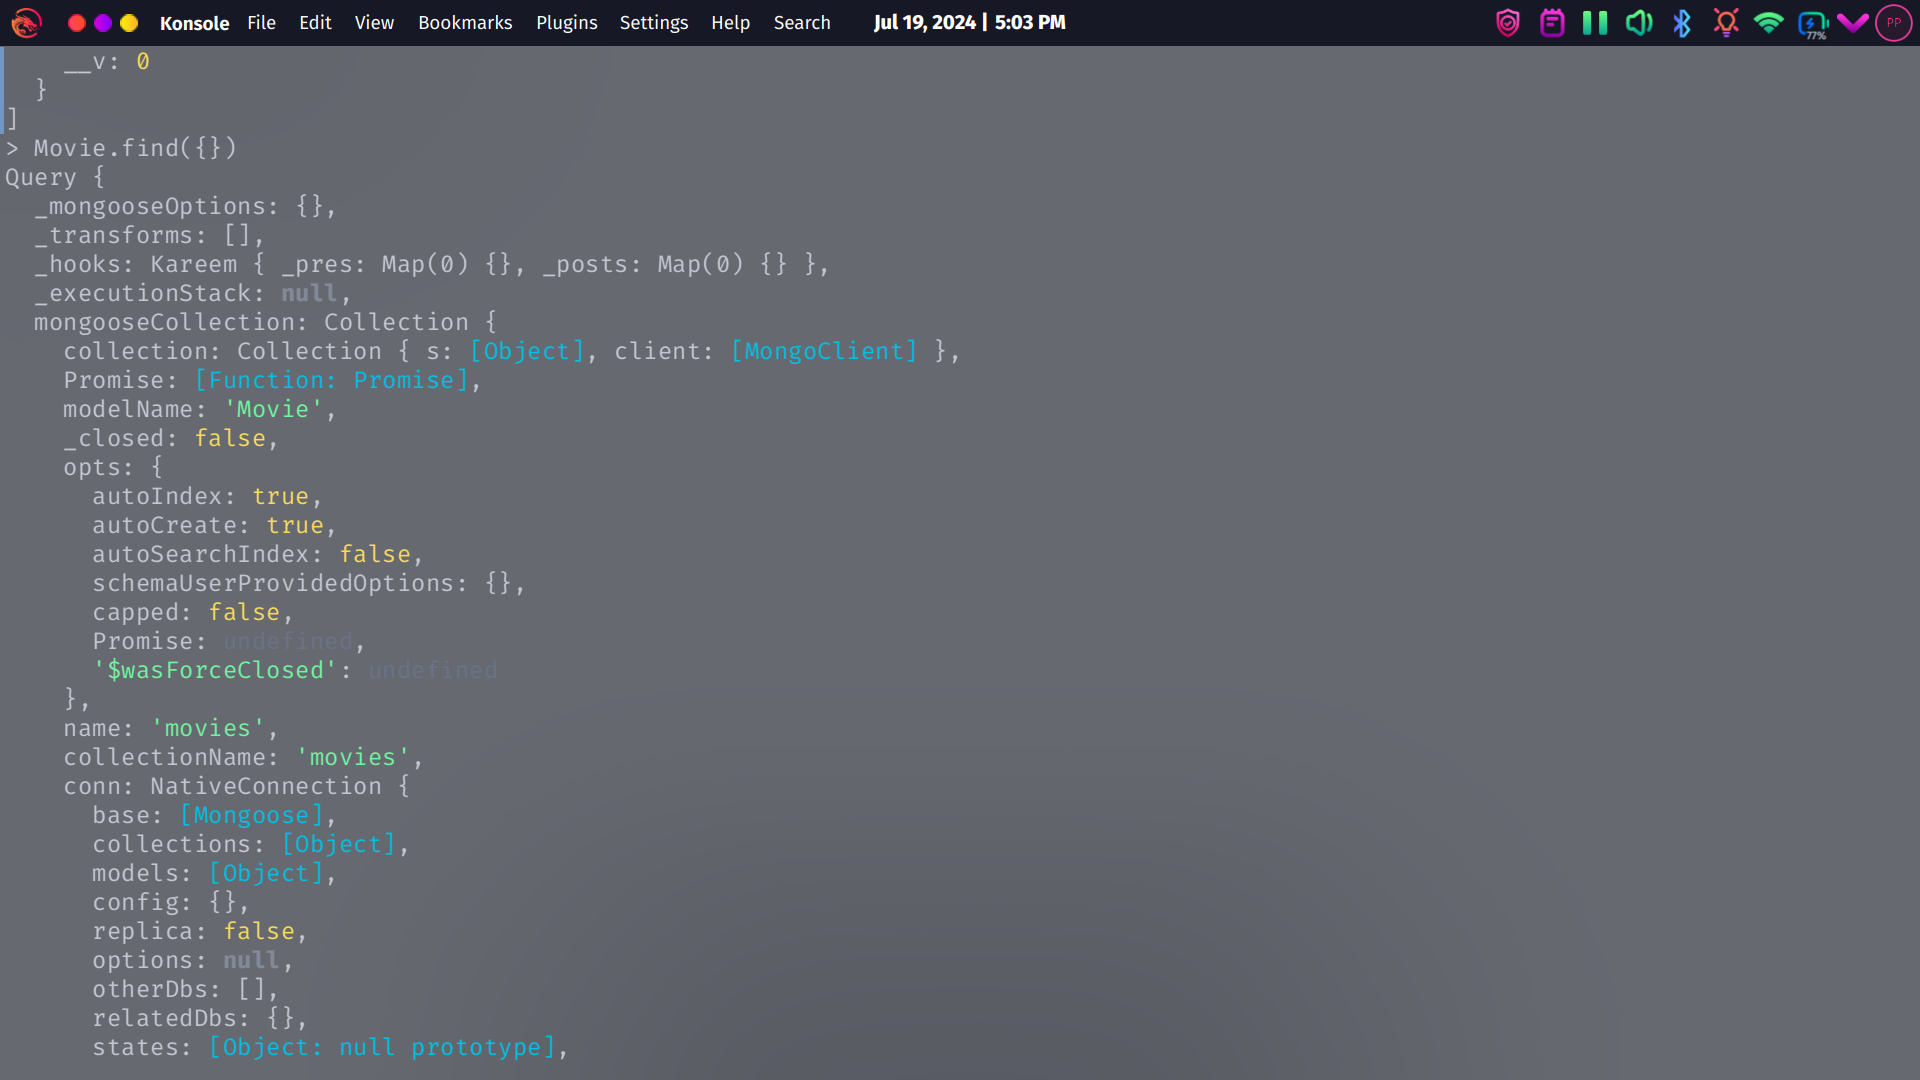 Konsole File Edit View Bookmarks Plugins Settings Help Search Jul 19, 2024 | 5:03 PM 77% PP
    __v: 0
  }
]
> Movie.find({})
Query {
  _mongooseOptions: {},
  _transforms: [],
  _hooks: Kareem { _pres: Map(0) {}, _posts: Map(0) {} },
  _executionStack: null,
  mongooseCollection: Collection {
    collection: Collection { s: [Object], client: [MongoClient] },
    Promise: [Function: Promise],
    modelName: 'Movie',
    _closed: false,
    opts: {
      autoIndex: true,
      autoCreate: true,
      autoSearchIndex: false,
      schemaUserProvidedOptions: {},
      capped: false,
      Promise: undefined,
      '$wasForceClosed': undefined
    },
    name: 'movies',
    collectionName: 'movies',
    conn: NativeConnection {
      base: [Mongoose],
      collections: [Object],
      models: [Object],
      config: {},
      replica: false,
      options: null,
      otherDbs: [],
      relatedDbs: {},
      states: [Object: null prototype],